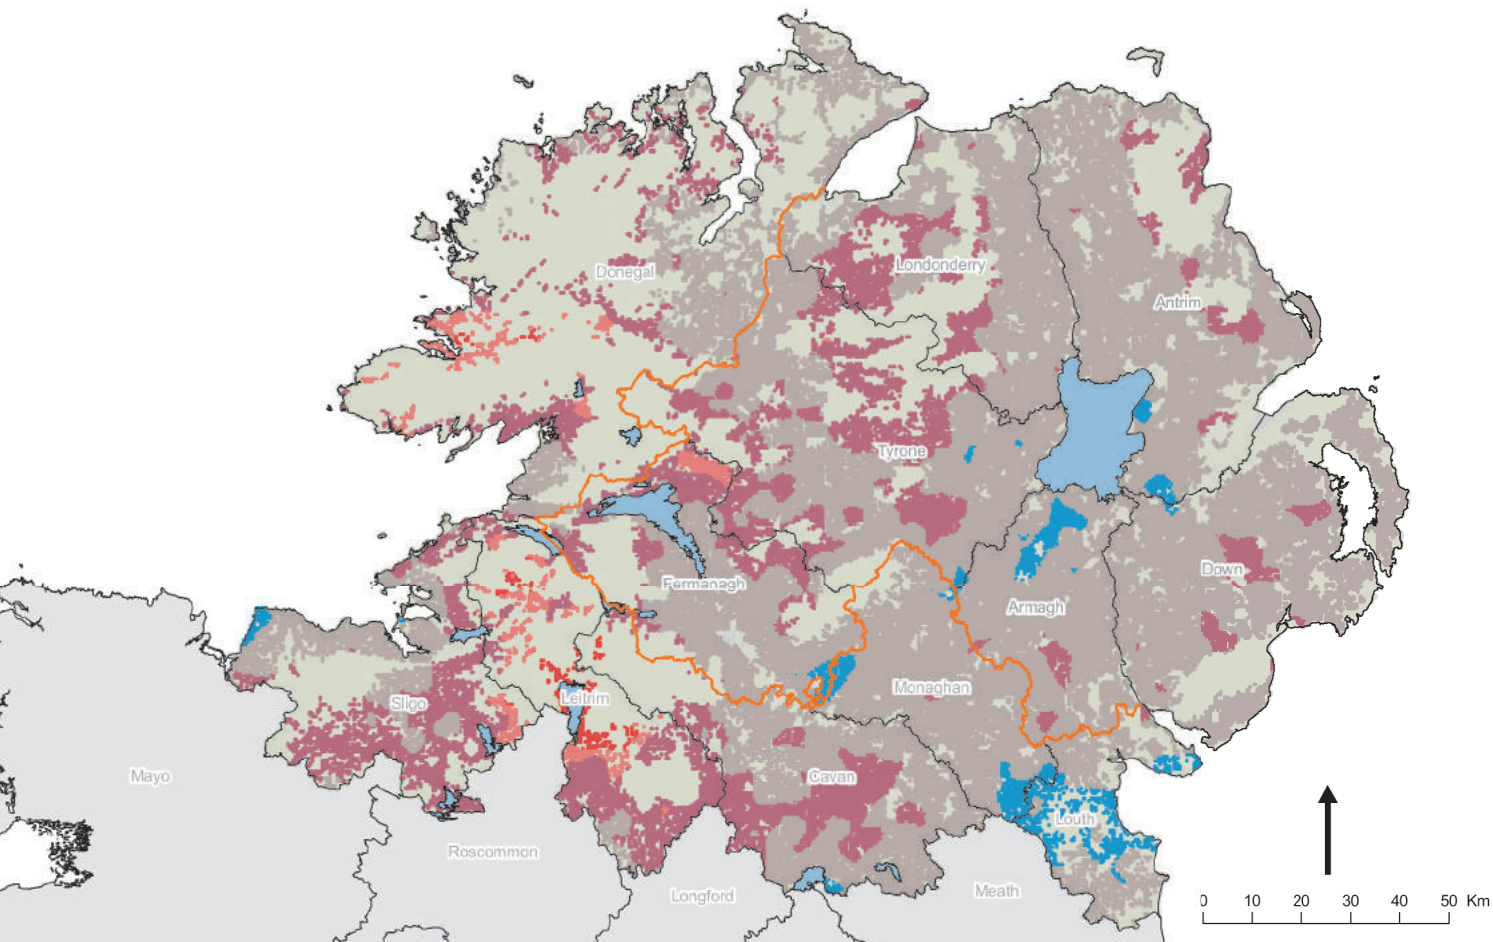 Donegal
Londonderry
Antrim
Tyrone
Fermanagh
Down
Armagh
Monaghan
Leitrim
Sligo
Mayo
Cavan
Louth
Roscommon
Longford
Meath
0 10 20 30 40 50 Km